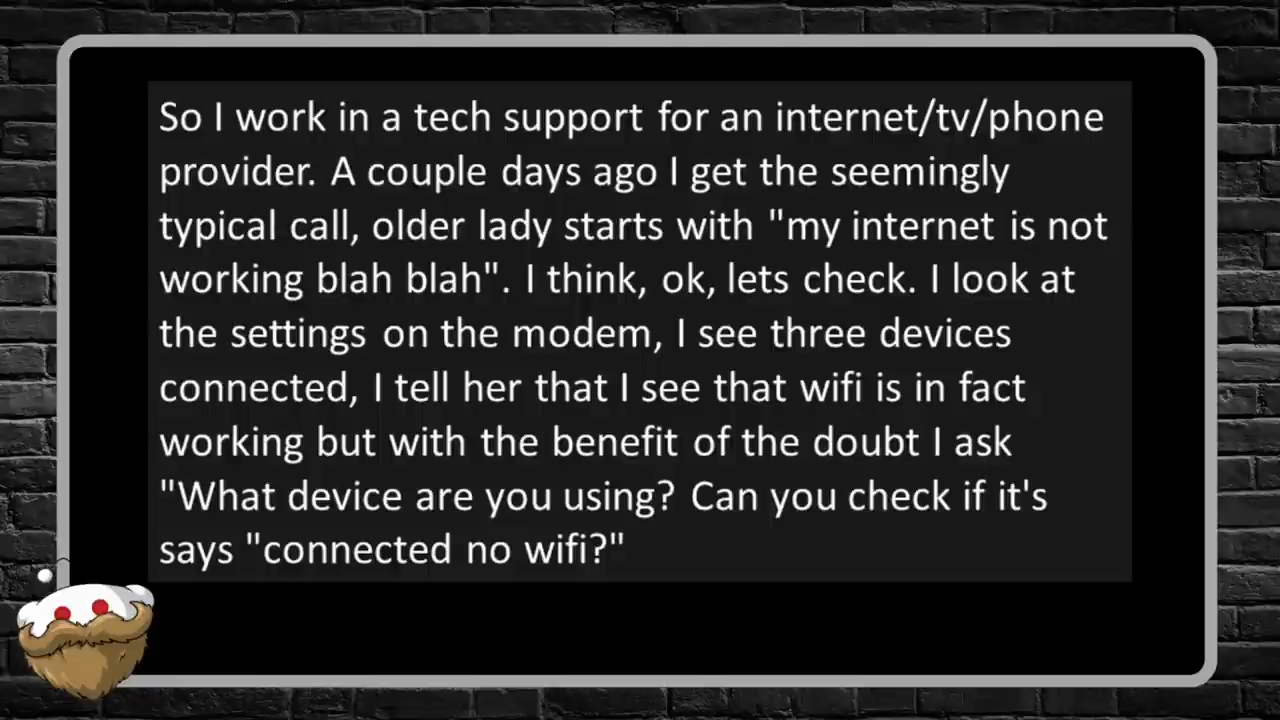 So I work in a tech support for an internet/tv/phone
provider. A couple days ago I get the seemingly
typical call, older lady starts with "my internet is not
working blah blah". I think, ok, lets check. I look at
the settings on the modem, I see three devices
connected, I tell her that I see that wifi is in fact
working but with the benefit of the doubt I ask
"What device are you using? Can you check if it's
says "connected no wifi?"